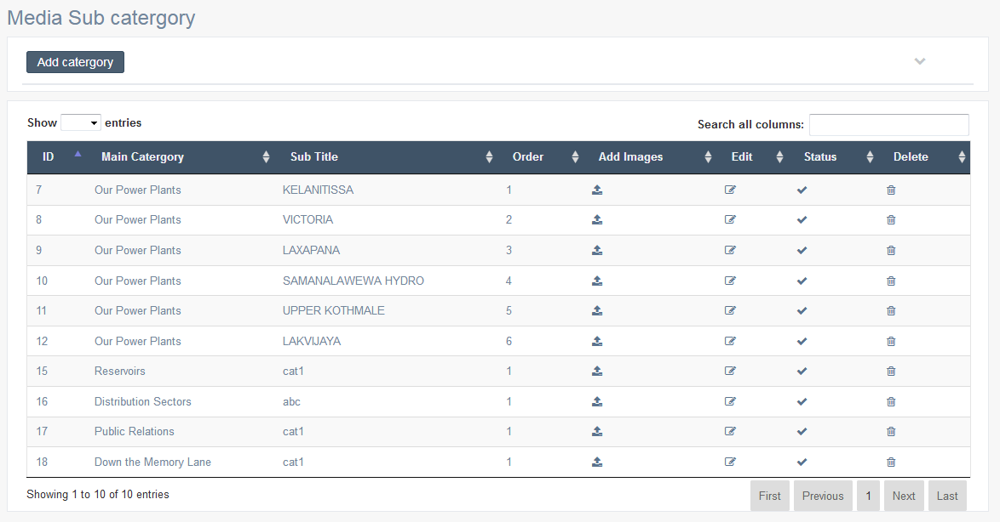 Media Sub catergory
Add catergory
Show entries
Search all columns:
ID Main Catergory Sub Title Order Add Images Edit Status Delete
7 Our Power Plants KELANITISSA 1
8 Our Power Plants VICTORIA 2
9 Our Power Plants LAXAPANA 3
10 Our Power Plants SAMANALAWEWA HYDRO 4
11 Our Power Plants UPPER KOTHMALE 5
12 Our Power Plants LAKVIJAYA 6
15 Reservoirs cat1 1
16 Distribution Sectors abc 1
17 Public Relations cat1 1
18 Down the Memory Lane cat1 1
Showing 1 to 10 of 10 entries
First Previous 1 Next Last